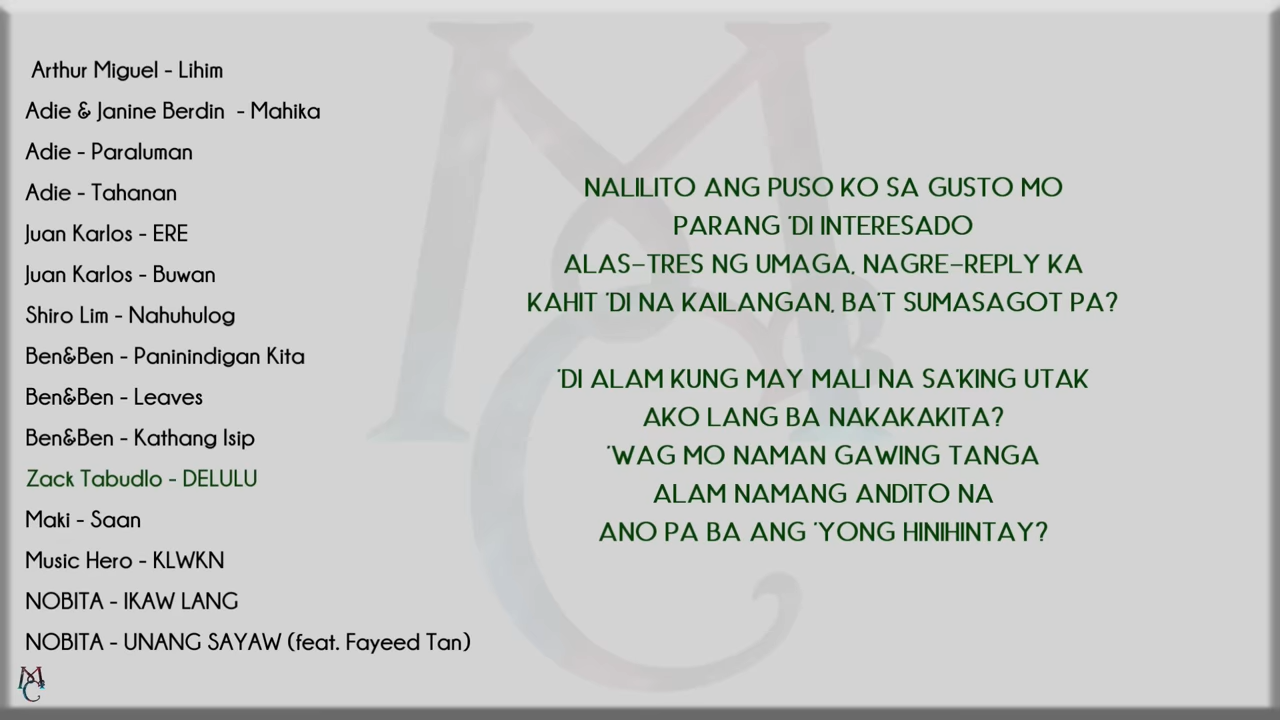 Arthur Miguel - Lihim
Adie & Janine Berdin - Mahika
Adie - Paraluman
Adie - Tahanan
Juan Karlos - ERE
Juan Karlos - Buwan
Shiro Lim - Nahuhulog
Ben&Ben - Paninindigan Kita
Ben&Ben - Leaves
Ben&Ben - Kathang Isip
Zack Tabudlo - DELULU
Maki - Saan
Music Hero - KLWKN
NOBITA - IKAW LANG
NOBITA - UNANG SAYAW (feat. Fayeed Tan)
NALILITO ANG PUSO KO SA GUSTO MO
PARANG 'DI INTERESADO
ALAS-TRES NG UMAGA, NAGRE-REPLY KA
KAHIT 'DI NA KAILANGAN, BA'T SUMASAGOT PA?
'DI ALAM KUNG MAY MALI NA SA'KING UTAK
AKO LANG BA NAKAKAKITA?
'WAG MO NAMAN GAWING TANGA
ALAM NAMANG ANDITO NA
ANO PA BA ANG 'YONG HINIHINTAY?